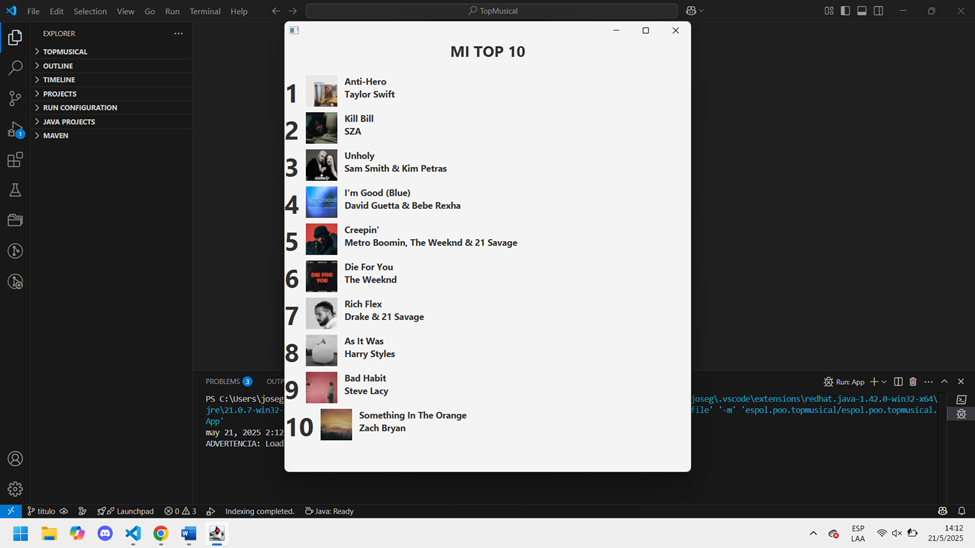 File Edit Selection View Go Run Terminal Help
TopMusical
EXPLORER
TOPMUSICAL
OUTLINE
TIMELINE
PROJECTS
RUN CONFIGURATION
JAVA PROJECTS
MAVEN
1
MI TOP 10
1
Anti-Hero
Taylor Swift
2
Kill Bill
SZA
3
Unholy
Sam Smith & Kim Petras
4
I'm Good (Blue)
David Guetta & Bebe Rexha
5
Creepin'
Metro Boomin, The Weeknd & 21 Savage
6
DIE FOR YOU
Die For You
The Weeknd
7
Rich Flex
Drake & 21 Savage
8
As It Was
Harry Styles
9
Bad Habit
Steve Lacy
10
Something In The Orange
Zach Bryan
PROBLEMS 3 OUTP
Run: App
PS C:\Users\joseg joseg\.vscode\extensions\redhat.java-1.42.0-win32-x64\
jre\21.0.7-win32- file' '-m' 'espol.poo.topmusical/espol.poo.topmusical.
App'
may 21, 2025 2:12
ADVERTENCIA: Load
titulo Launchpad 0 3 Indexing completed. Java: Ready
ESP
LAA
14:12
21/5/2025